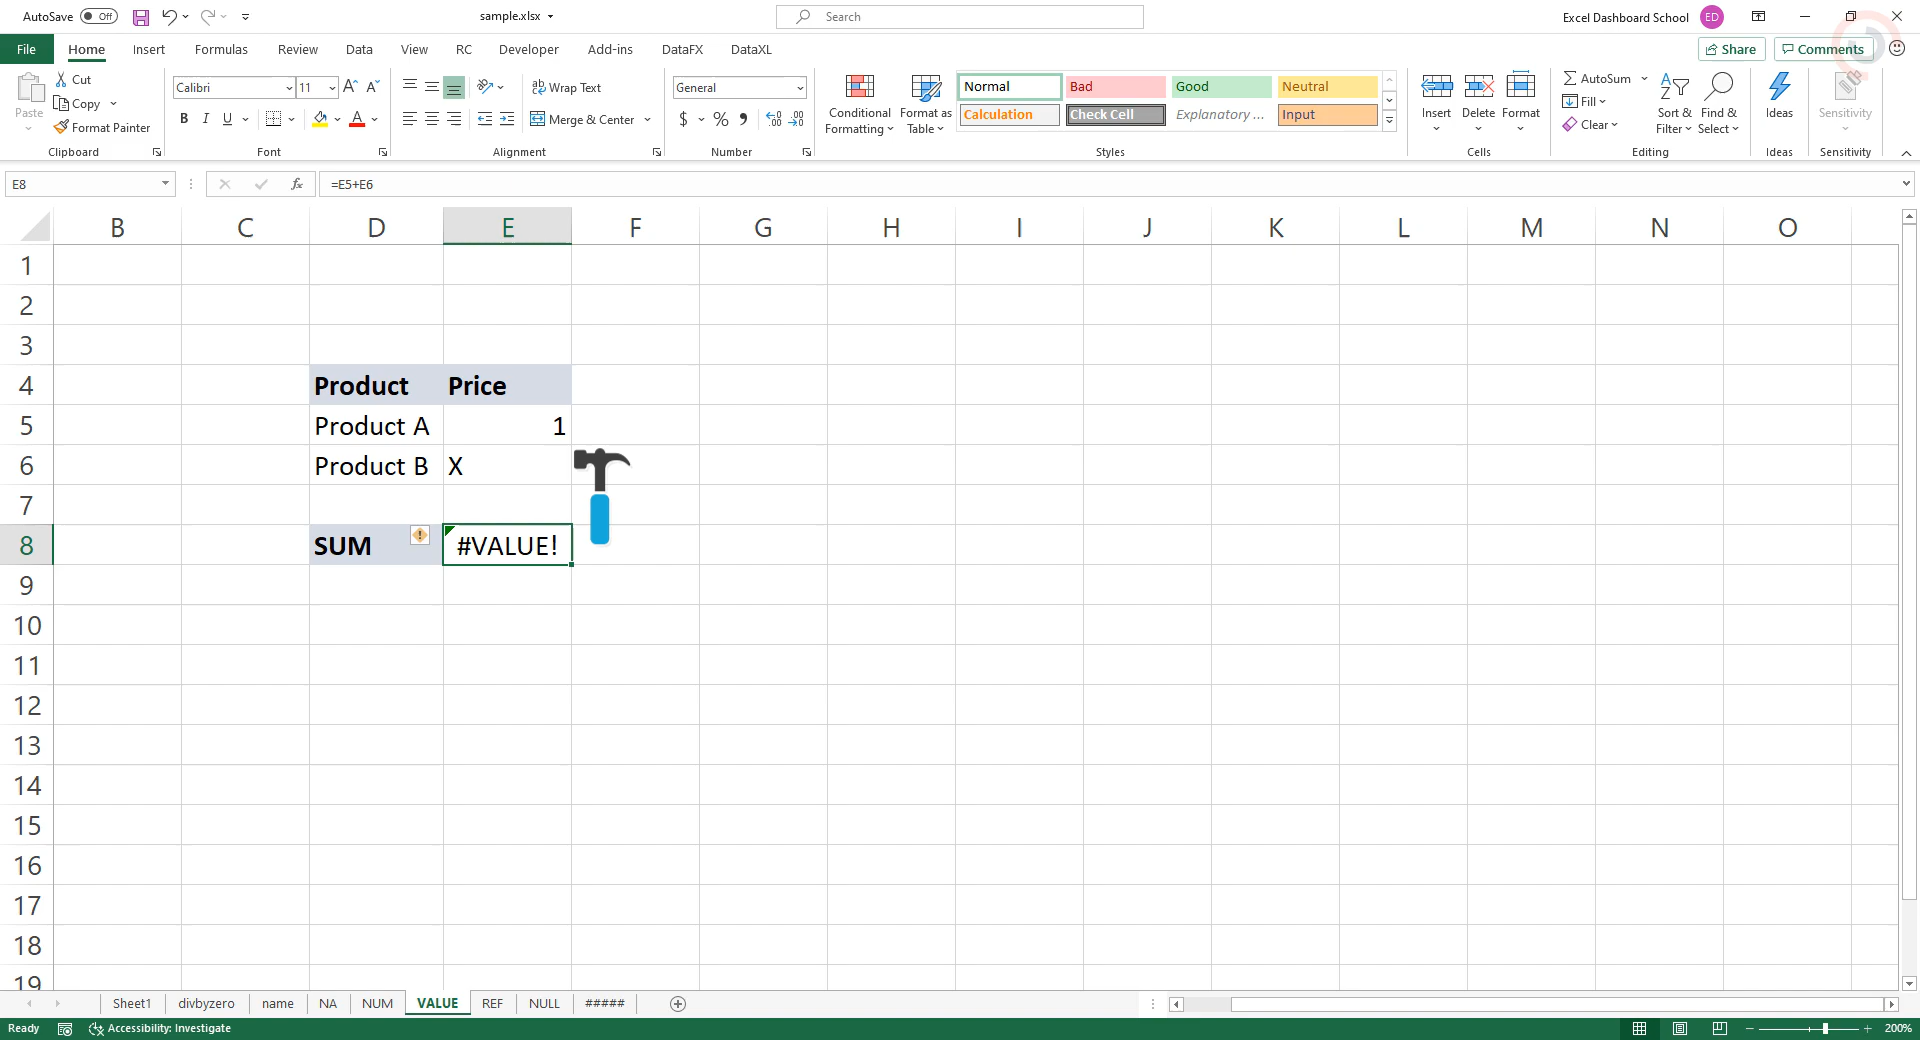 AutoSave Off sample.xlsx Search Excel Dashboard School ED
File Home Insert Formulas Review Data View RC Developer Add-ins DataFX DataXL Share Comments
Paste Cut Copy Format Painter
Clipboard
Calibri 11 A A
B I U A
Font
Wrap Text
Merge & Center
Alignment
General
$ % 9 .00 .00
Number
Conditional Formatting Format as Table
Normal Bad Good Neutral
Calculation Check Cell Explanatory ... Input
Styles
Insert Delete Format
Cells
AutoSum Fill Clear
Sort & Filter Find & Select
Editing
Ideas
Ideas
Sensitivity
Sensitivity
E8 fx =E5+E6
B C D E F G H I J K L M N O
1
2
3
4 Product Price
5 Product A 1
6 Product B X
7
8 SUM #VALUE!
9
10
11
12
13
14
15
16
17
18
19
Sheet1 divbyzero name NA NUM VALUE REF NULL #####
Ready Accessibility: Investigate 200%